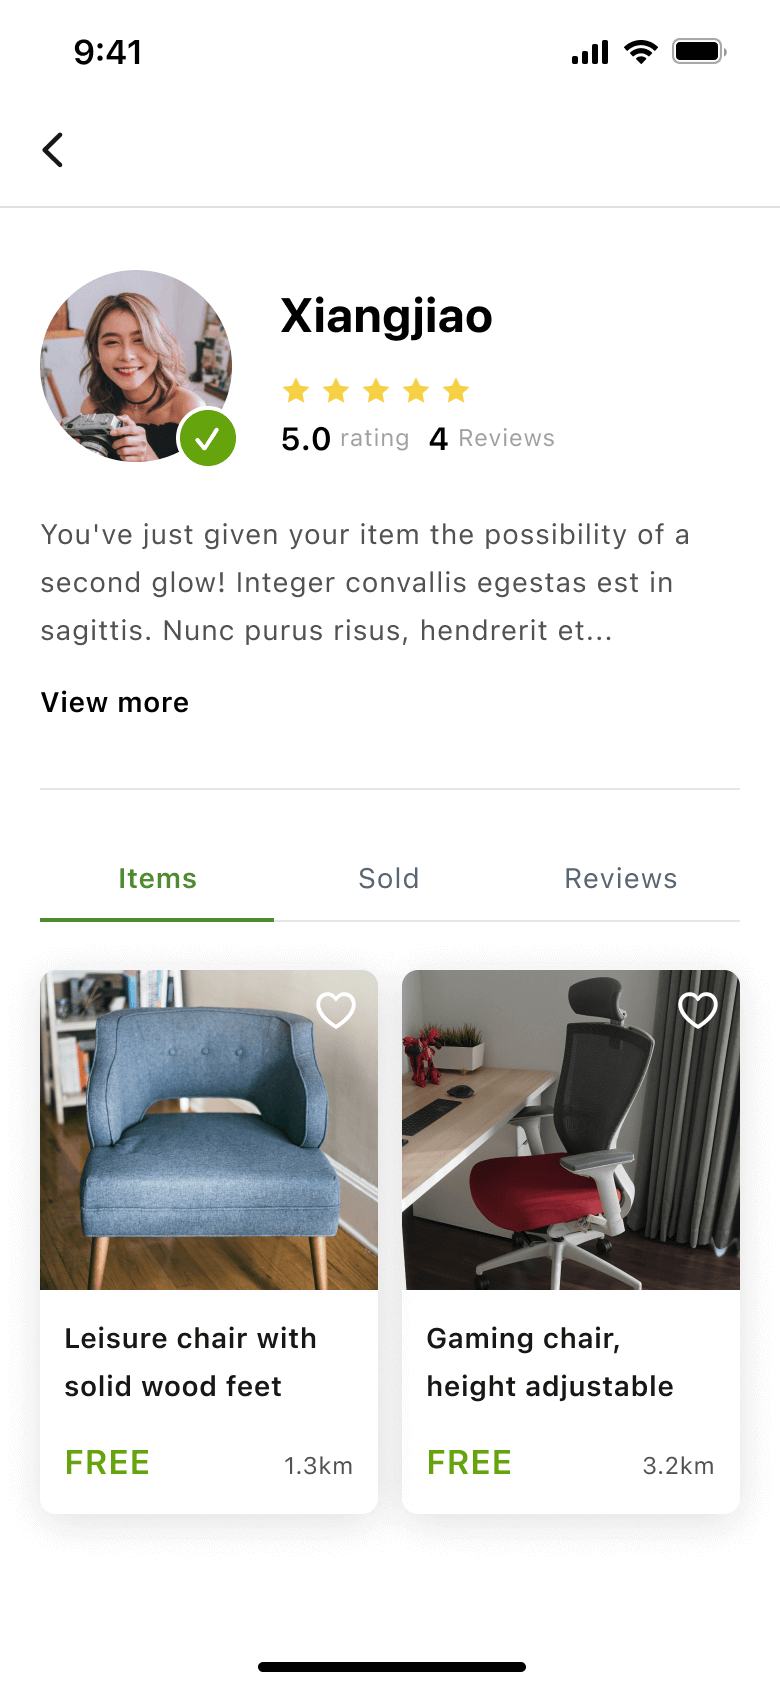 9:41
Xiangjiao
5.0 rating 4 Reviews
You've just given your item the possibility of a
second glow! Integer convallis egestas est in
sagittis. Nunc purus risus, hendrerit et...
View more
Items Sold Reviews
Leisure chair with
solid wood feet
FREE 1.3km
Gaming chair,
height adjustable
FREE 3.2km